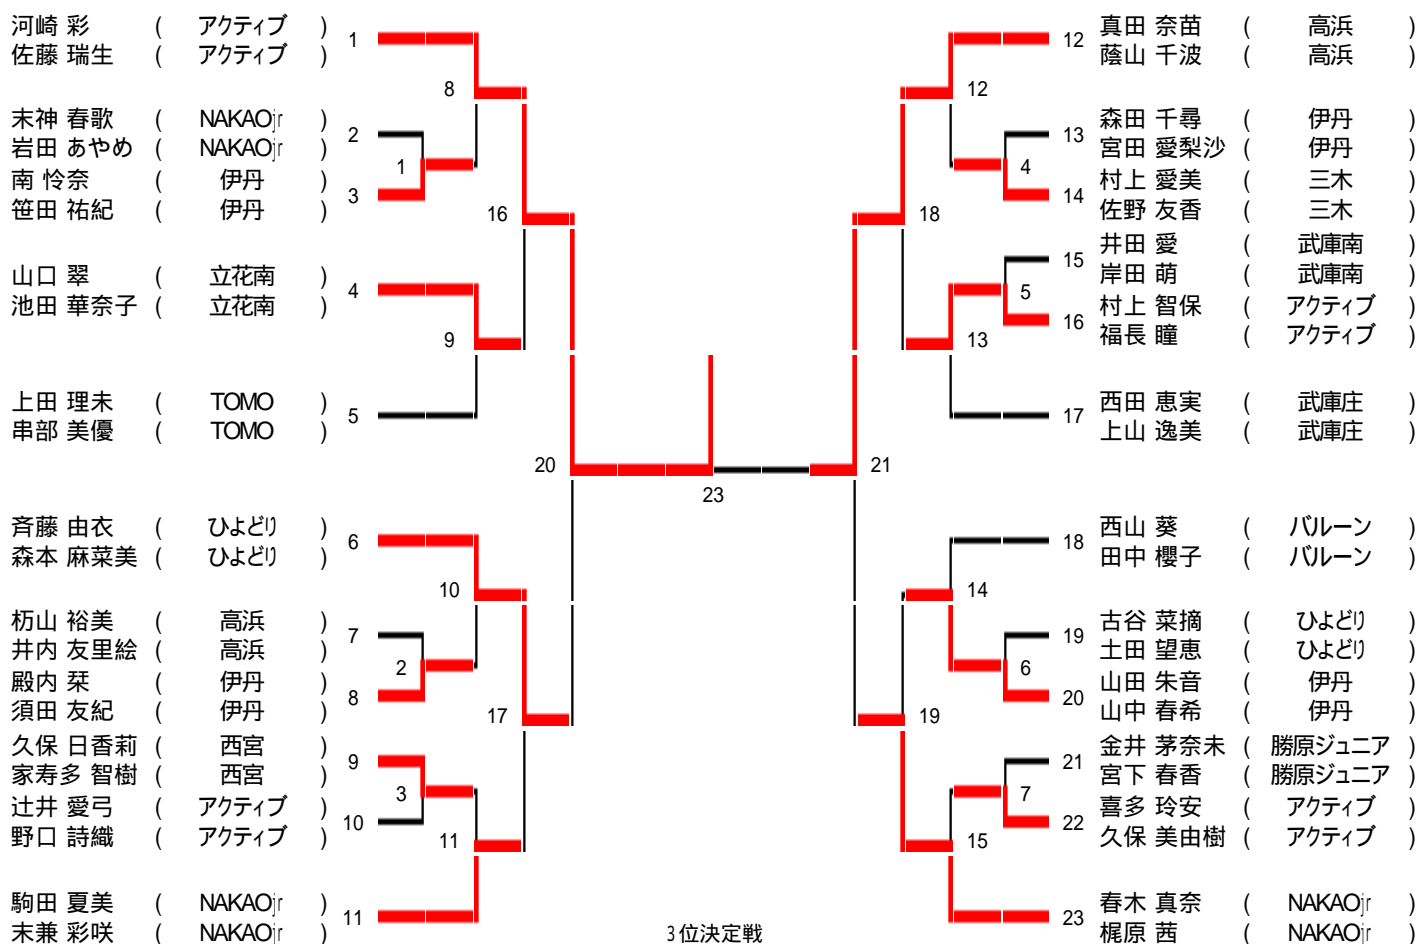 河崎 彩 ( アクティブ ) 1
佐藤 瑞生 ( アクティブ )
8
末神 春歌 ( NAKAOjr ) 2
岩田 あやめ ( NAKAOjr )
1
南 怜奈 ( 伊丹 ) 3
笹田 祐紀 ( 伊丹 )
16
山口 翠 ( 立花南 ) 4
池田 華奈子 ( 立花南 )
9
上田 理未 ( TOMO ) 5
串部 美優 ( TOMO )
20
斉藤 由衣 ( ひよどり ) 6
森本 麻菜美 ( ひよどり )
10
栃山 裕美 ( 高浜 ) 7
井内 友里絵 ( 高浜 )
2
殿内 栞 ( 伊丹 ) 8
須田 友紀 ( 伊丹 )
17
久保 日香莉 ( 西宮 ) 9
家寿多 智樹 ( 西宮 )
3
辻井 愛弓 ( アクティブ ) 10
野口 詩織 ( アクティブ )
11
駒田 夏美 ( NAKAOjr ) 11
末兼 彩咲 ( NAKAOjr )
23
3位決定戦
12 真田 奈苗 ( 高浜 )
蔭山 千波 ( 高浜 )
12
13 森田 千尋 ( 伊丹 )
宮田 愛梨沙 ( 伊丹 )
4
14 村上 愛美 ( 三木 )
佐野 友香 ( 三木 )
18
15 井田 愛 ( 武庫南 )
岸田 萌 ( 武庫南 )
5
16 村上 智保 ( アクティブ )
福長 瞳 ( アクティブ )
13
17 西田 恵実 ( 武庫庄 )
上山 逸美 ( 武庫庄 )
21
18 西山 葵 ( バルーン )
田中 櫻子 ( バルーン )
14
19 古谷 菜摘 ( ひよどり )
土田 望恵 ( ひよどり )
6
20 山田 朱音 ( 伊丹 )
山中 春希 ( 伊丹 )
19
21 金井 茅奈未 ( 勝原ジュニア )
宮下 春香 ( 勝原ジュニア )
7
22 喜多 玲安 ( アクティブ )
久保 美由樹 ( アクティブ )
15
23 春木 真奈 ( NAKAOjr )
梶原 茜 ( NAKAOjr )